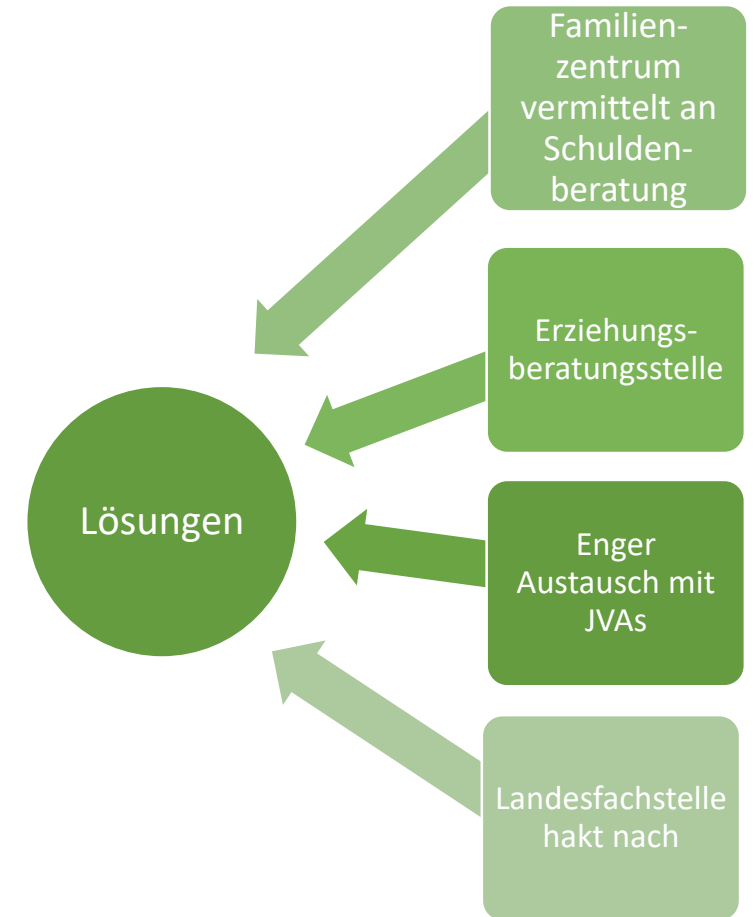 Familien-
zentrum
vermittelt an
Schulden-
beratung
Erziehungs-
beratungsstelle
Lösungen
Enger
Austausch mit
JVAs
Landesfachstelle
hakt nach